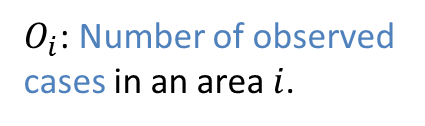 Oᵢ: Number of observed
cases in an area i.